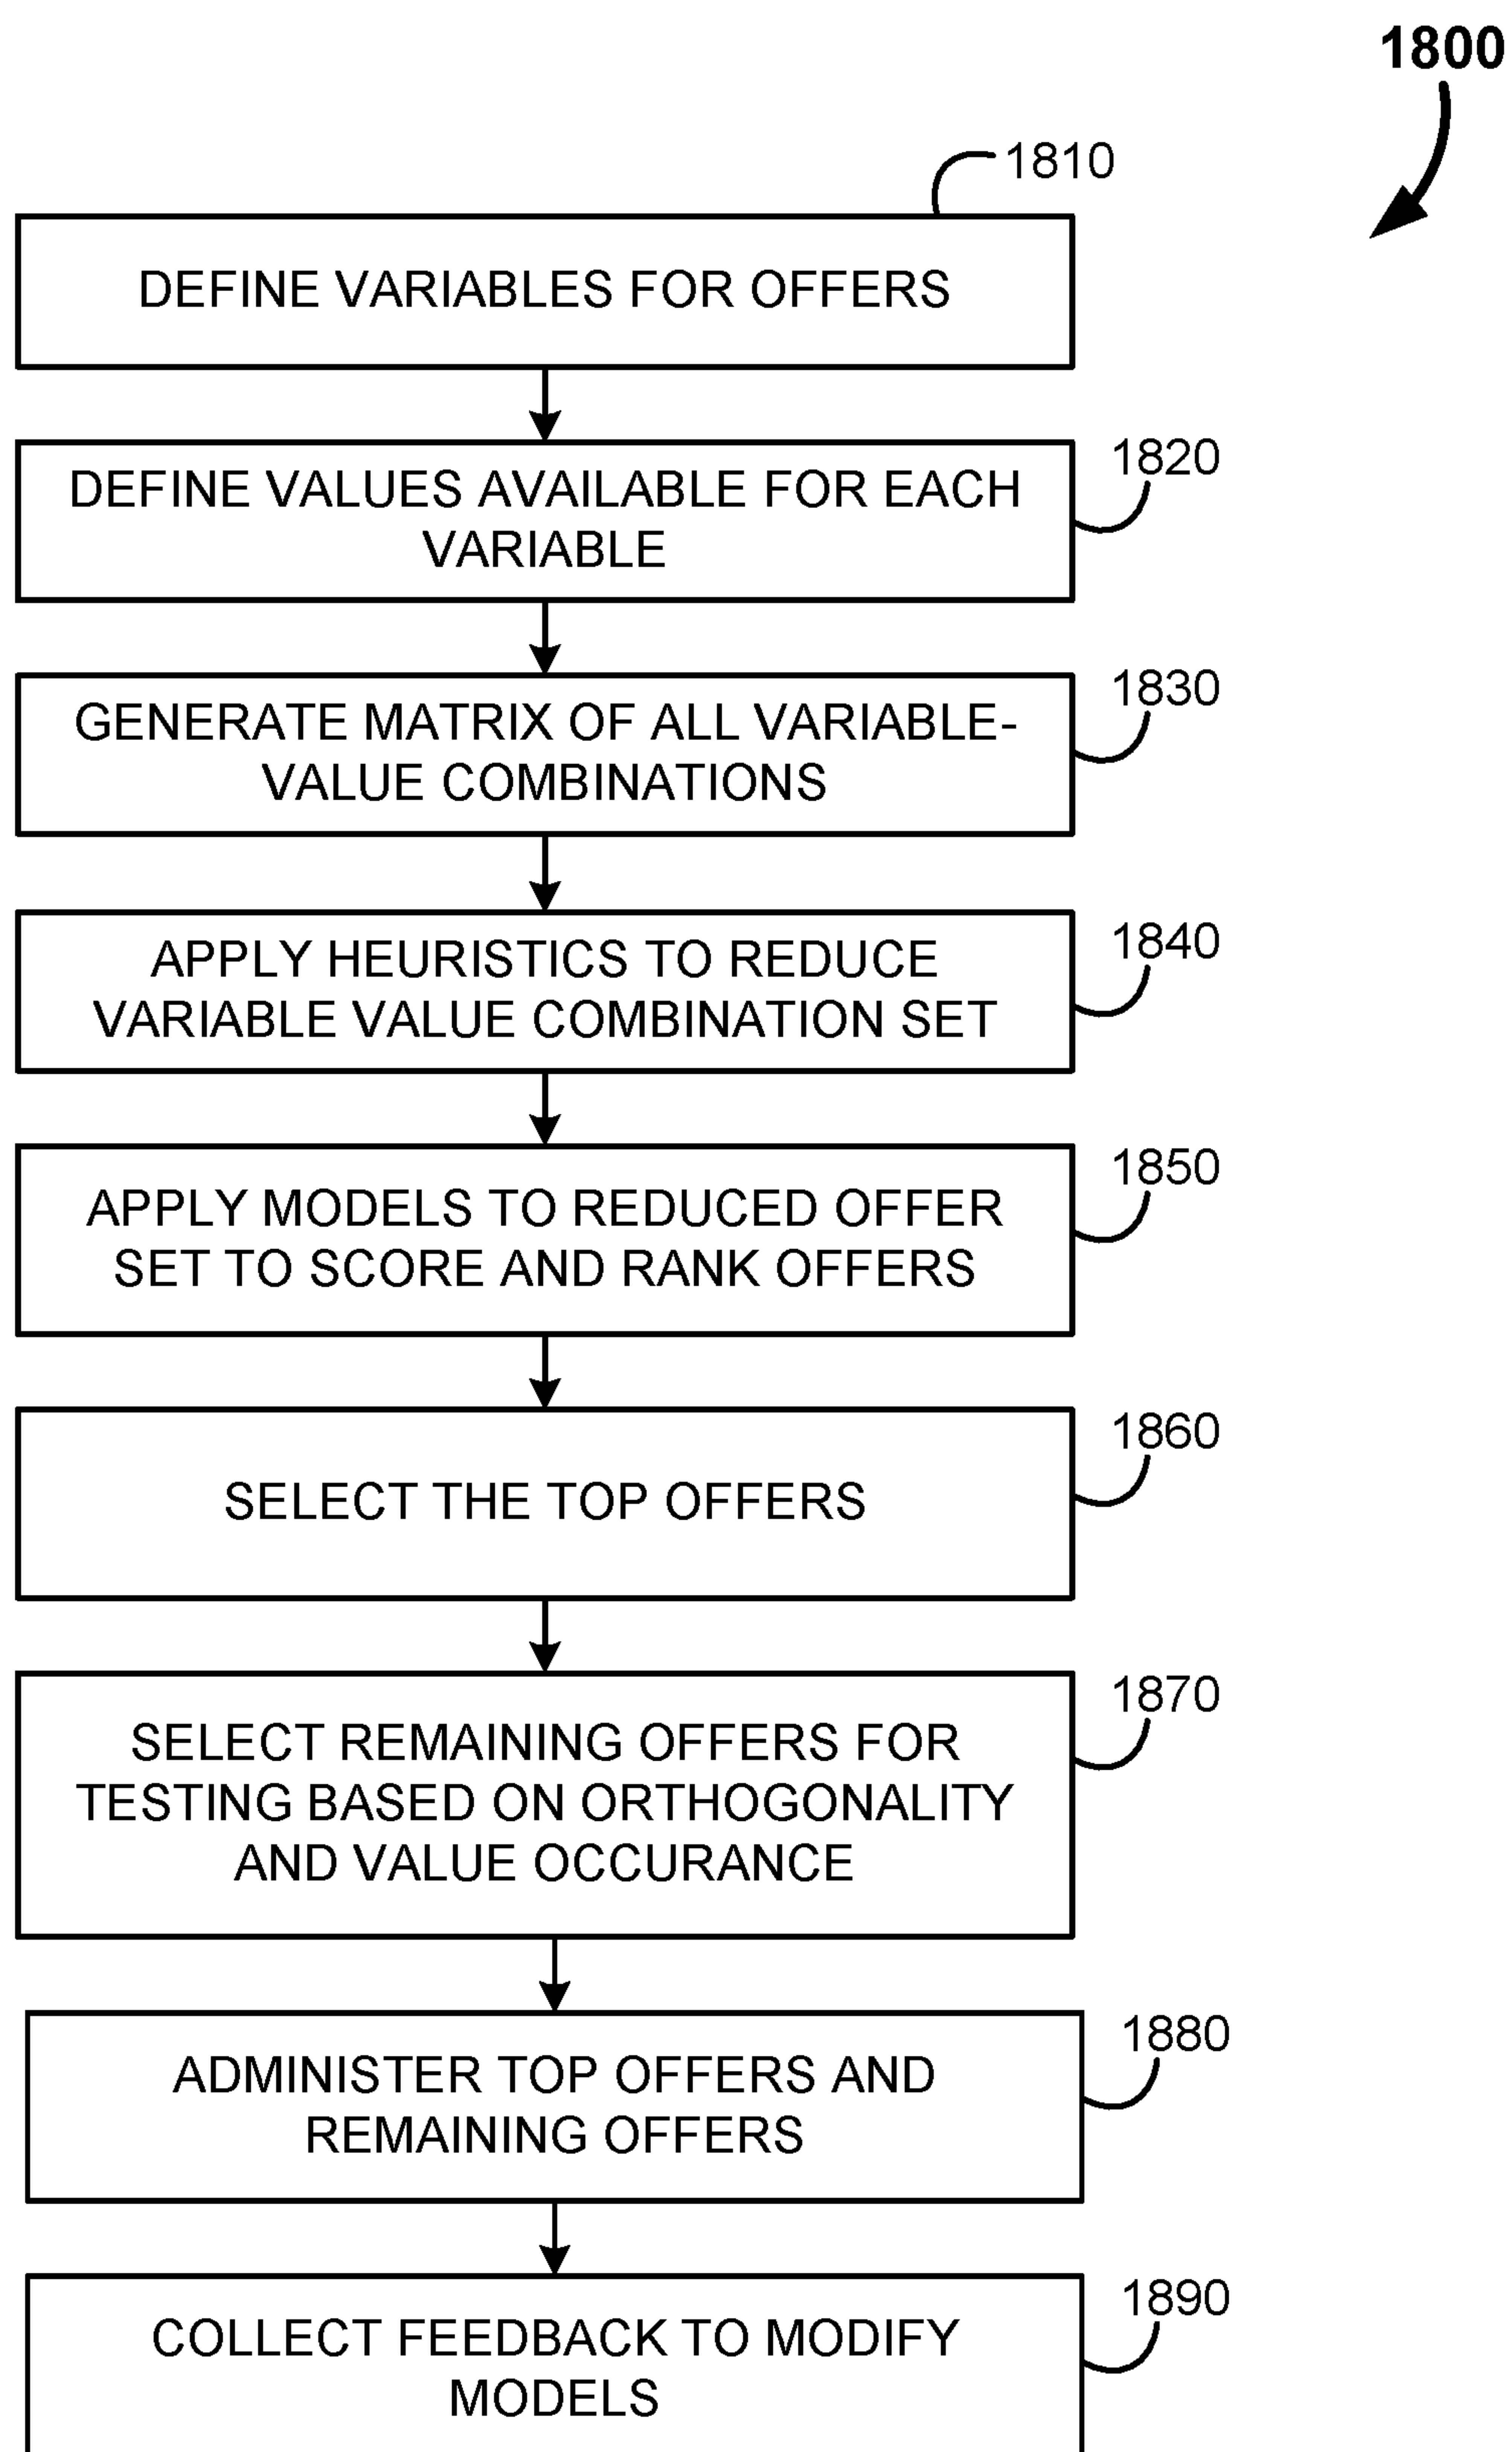 1800
1810
DEFINE VARIABLES FOR OFFERS
1820
DEFINE VALUES AVAILABLE FOR EACH
VARIABLE
1830
GENERATE MATRIX OF ALL VARIABLE-
VALUE COMBINATIONS
1840
APPLY HEURISTICS TO REDUCE
VARIABLE VALUE COMBINATION SET
1850
APPLY MODELS TO REDUCED OFFER
SET TO SCORE AND RANK OFFERS
1860
SELECT THE TOP OFFERS
1870
SELECT REMAINING OFFERS FOR
TESTING BASED ON ORTHOGONALITY
AND VALUE OCCURANCE
1880
ADMINISTER TOP OFFERS AND
REMAINING OFFERS
1890
COLLECT FEEDBACK TO MODIFY
MODELS